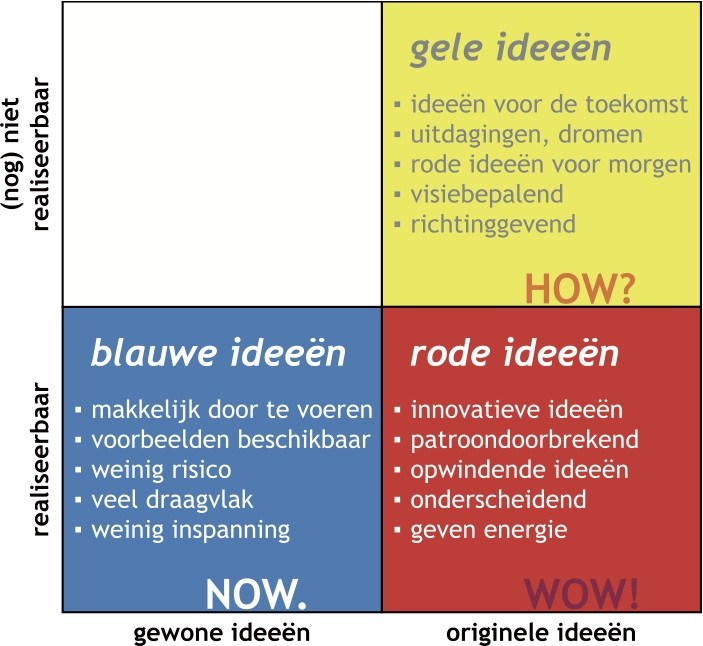 (nog) niet
realiseerbaar
gele ideeën
▪ ideeën voor de toekomst
▪ uitdagingen, dromen
▪ rode ideeën voor morgen
▪ visiebepalend
▪ richtinggevend
HOW?
realiseerbaar
blauwe ideeën
▪ makkelijk door te voeren
▪ voorbeelden beschikbaar
▪ weinig risico
▪ veel draagvlak
▪ weinig inspanning
NOW.
rode ideeën
▪ innovatieve ideeën
▪ patroondoorbrekend
▪ opwindende ideeën
▪ onderscheidend
▪ geven energie
WOW!
gewone ideeën
originele ideeën